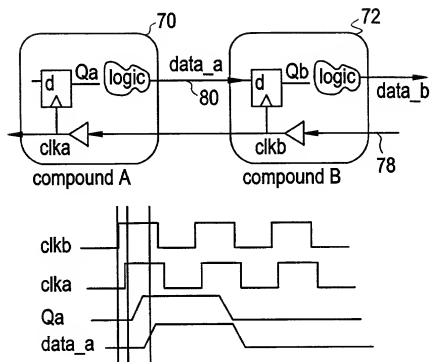 70
72
d
Qa
logic
data_a
80
d
Qb
logic
data_b
clka
clkb
78
compound A
compound B
clkb
clka
Qa
data_a